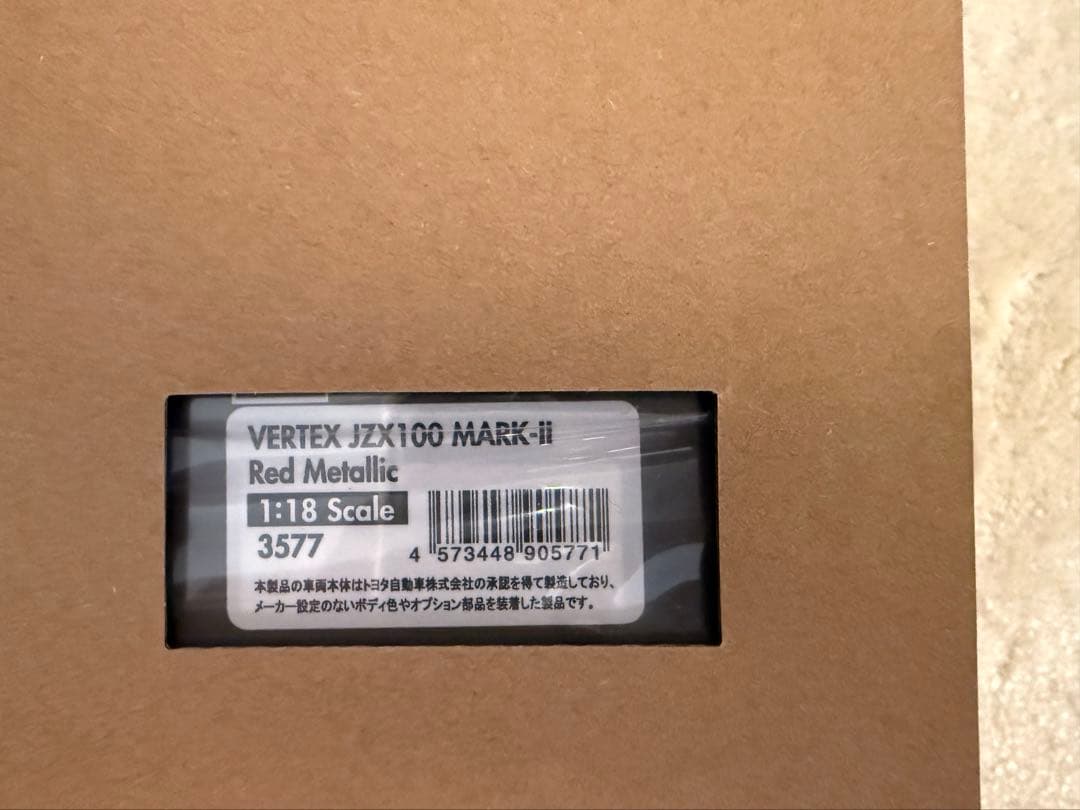 VERTEX JZX100 MARK-II
Red Metallic
1:18 Scale
3577
4 573448 905771
本製品の車両本体はトヨタ自動車株式会社の承認を得て製造しており、
メーカー設定のないボディ色やオプション部品を装着した製品です。